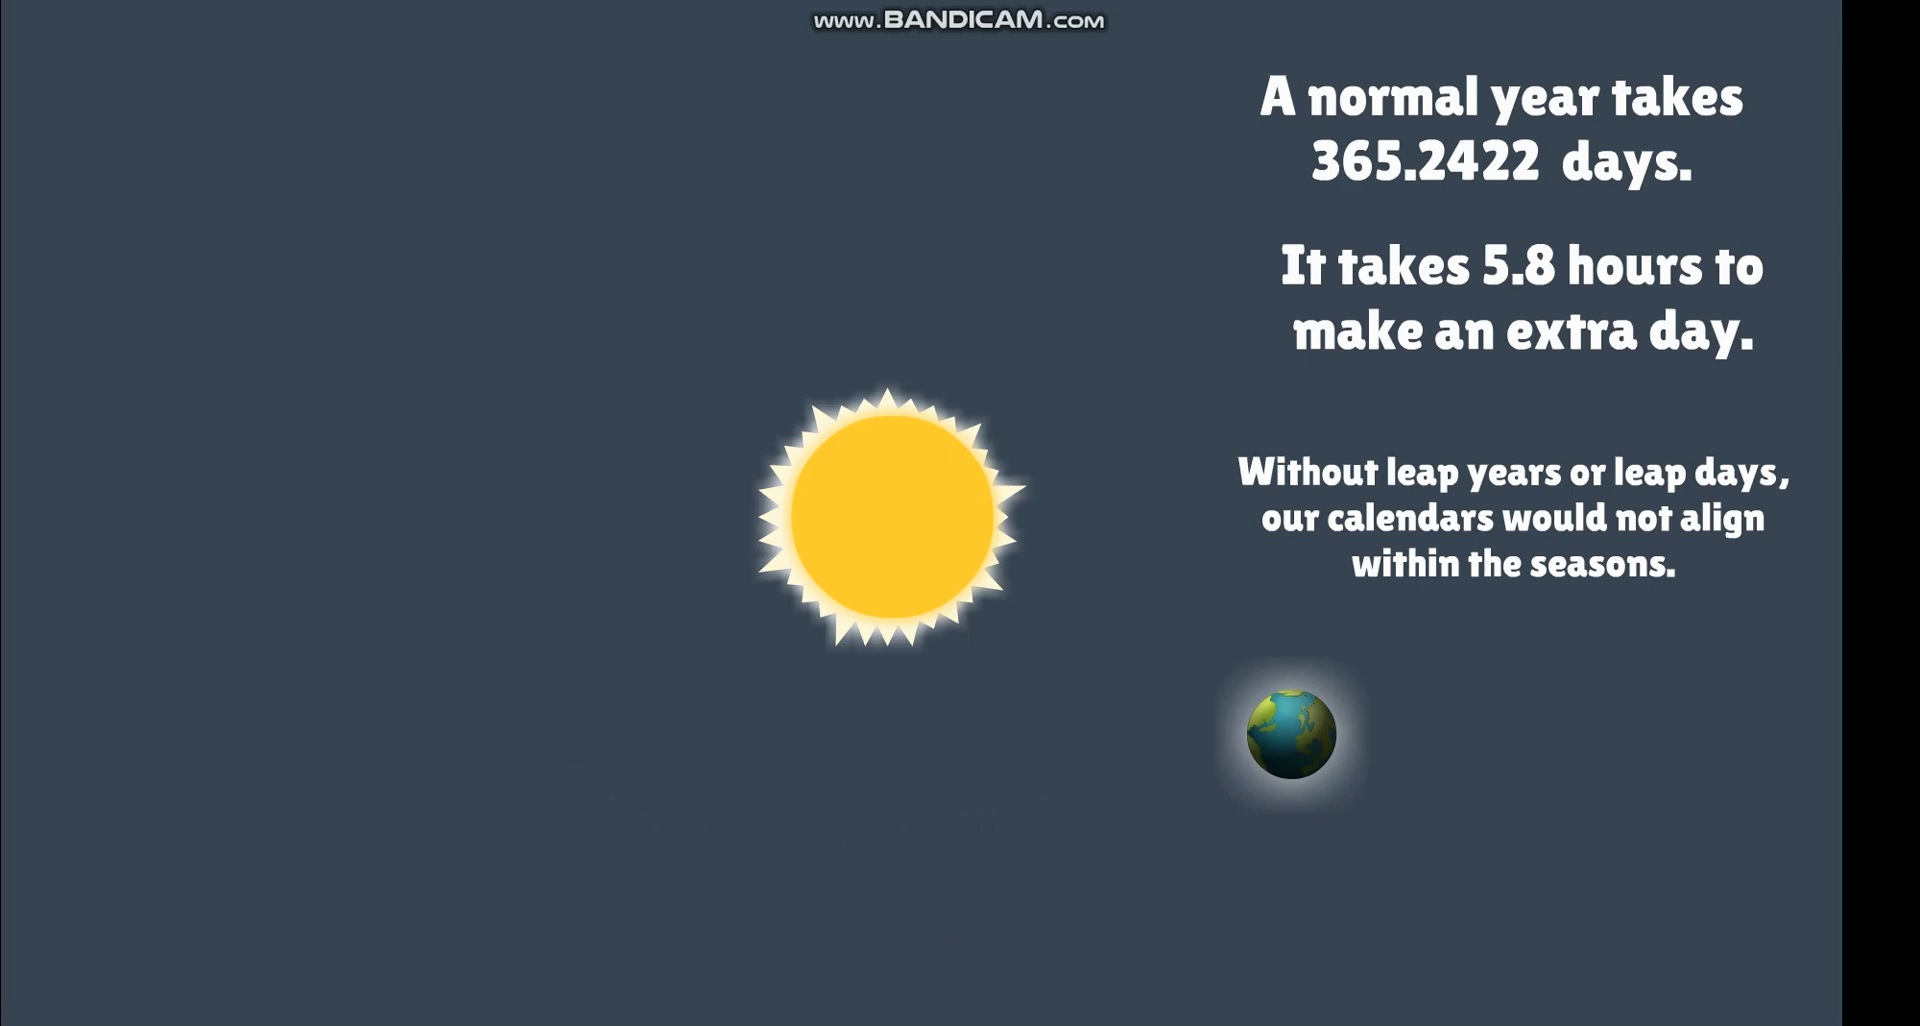 www.BANDICAM.com
A normal year takes
365.2422 days.
It takes 5.8 hours to
make an extra day.
Without leap years or leap days,
our calendars would not align
within the seasons.